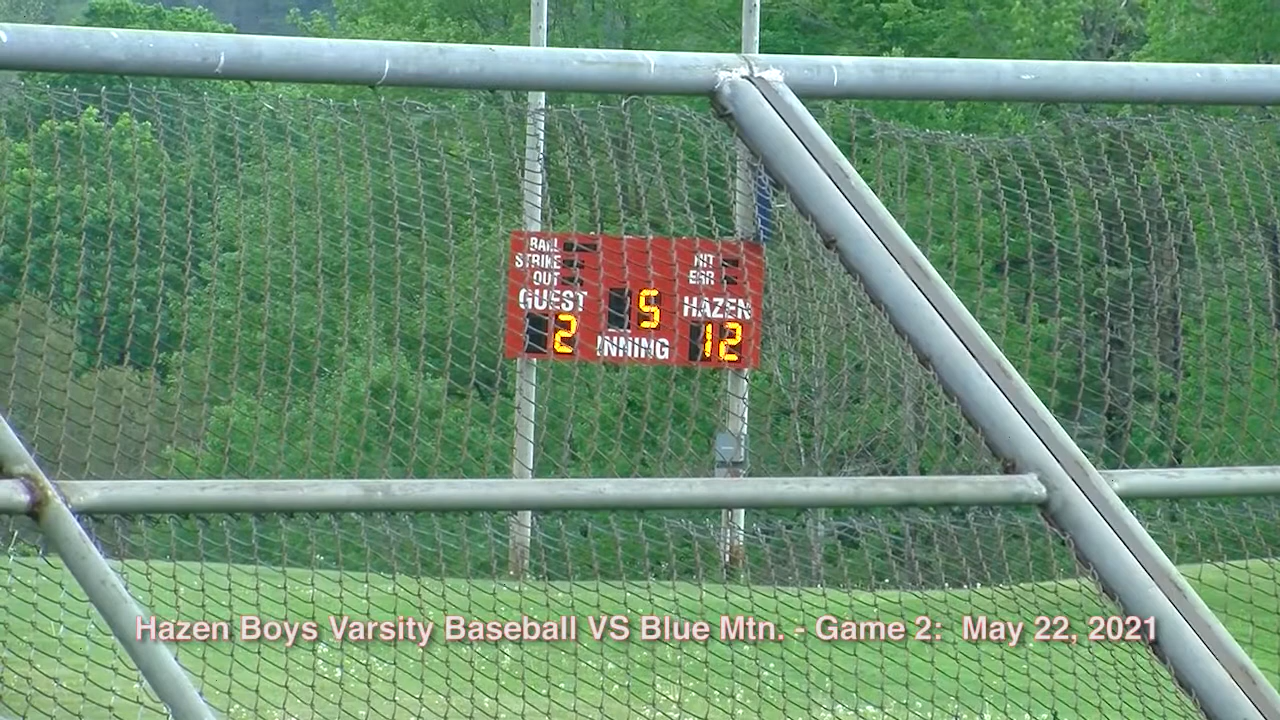 BALL
STRIKE
OUT
HIT
ERR
GUEST 5 HAZEN
2 INNING 12
Hazen Boys Varsity Baseball VS Blue Mtn. - Game 2:  May 22, 2021